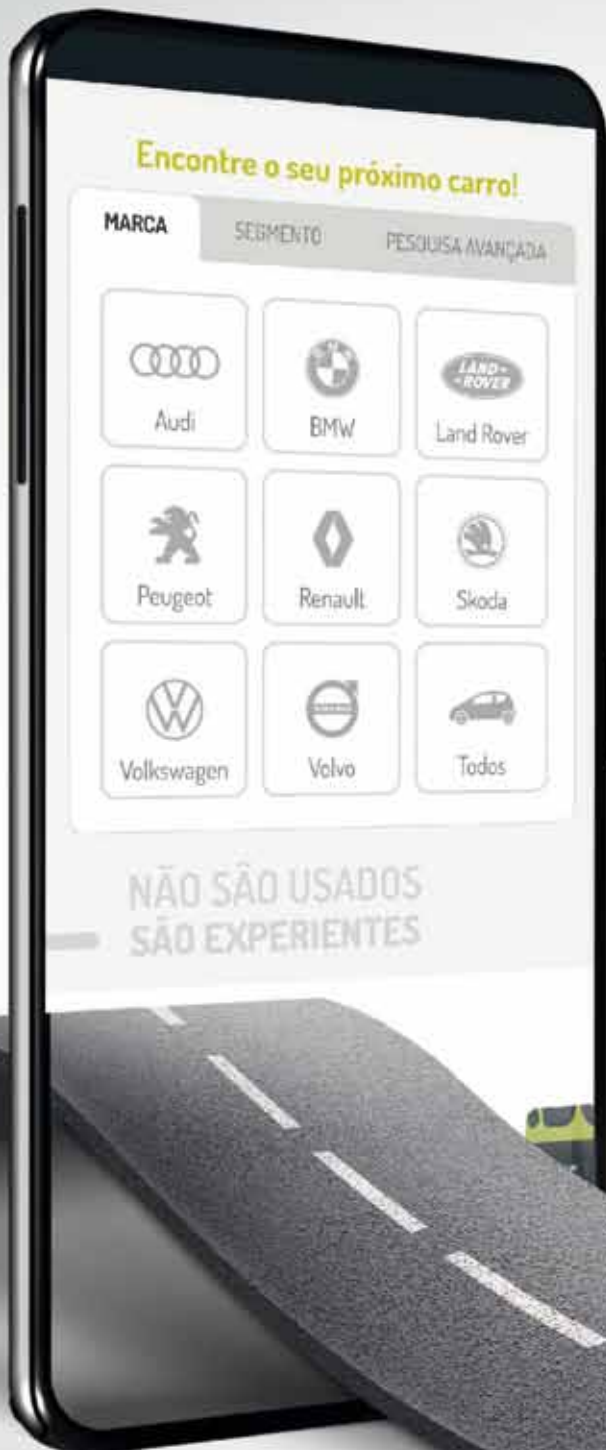 Encontre o seu próximo carro!
MARCA SEGMENTO PESQUISA AVANÇADA
Audi BMW LAND-
-ROVER
Land Rover
Peugeot Renault Skoda
Volkswagen Volvo Todos
NÃO SÃO USADOS
SÃO EXPERIENTES